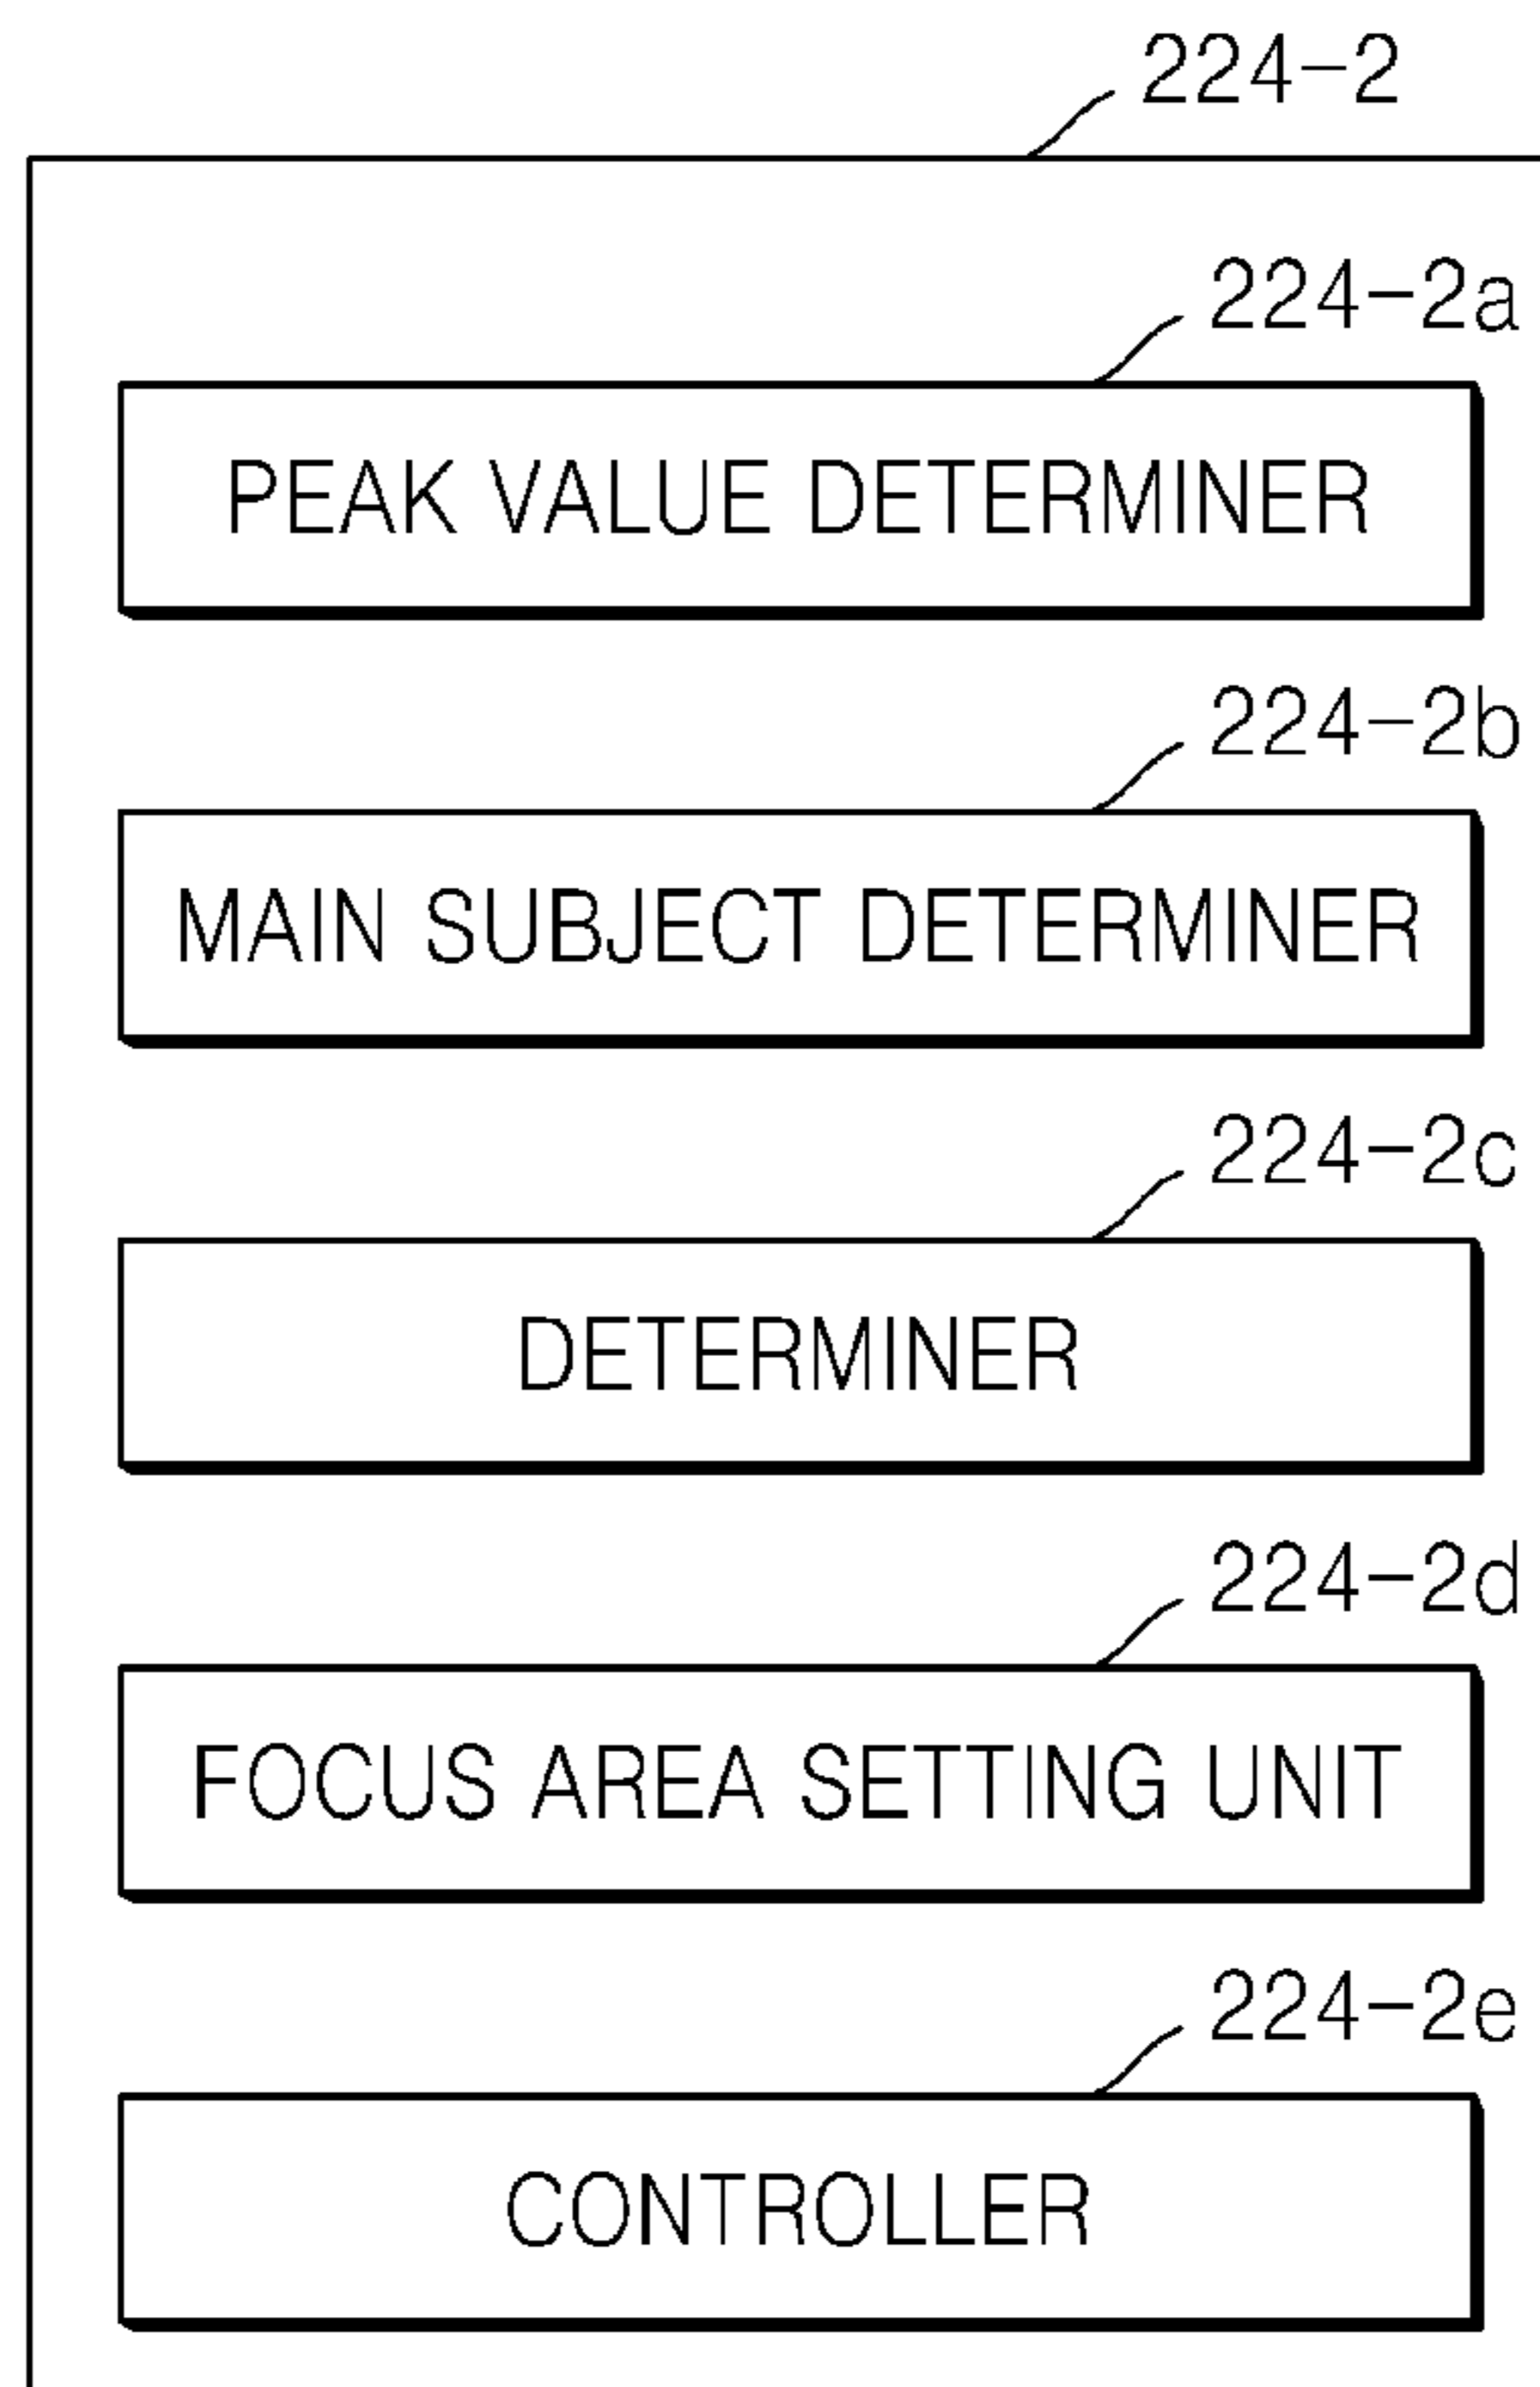 224-2
224-2a
PEAK VALUE DETERMINER
224-2b
MAIN SUBJECT DETERMINER
224-2c
DETERMINER
224-2d
FOCUS AREA SETTING UNIT
224-2e
CONTROLLER